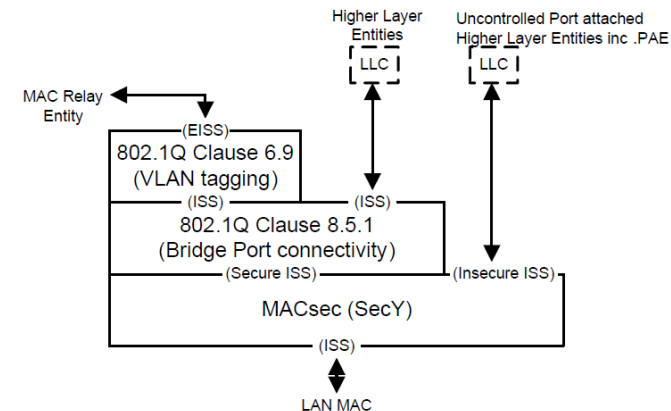 Higher Layer
Entities
Uncontrolled Port attached
Higher Layer Entities inc .PAE
LLC
LLC
MAC Relay
Entity
(EISS)
802.1Q Clause 6.9
(VLAN tagging)
(ISS)
(ISS)
802.1Q Clause 8.5.1
(Bridge Port connectivity)
(Secure ISS)
(Insecure ISS)
MACsec (SecY)
(ISS)
LAN MAC